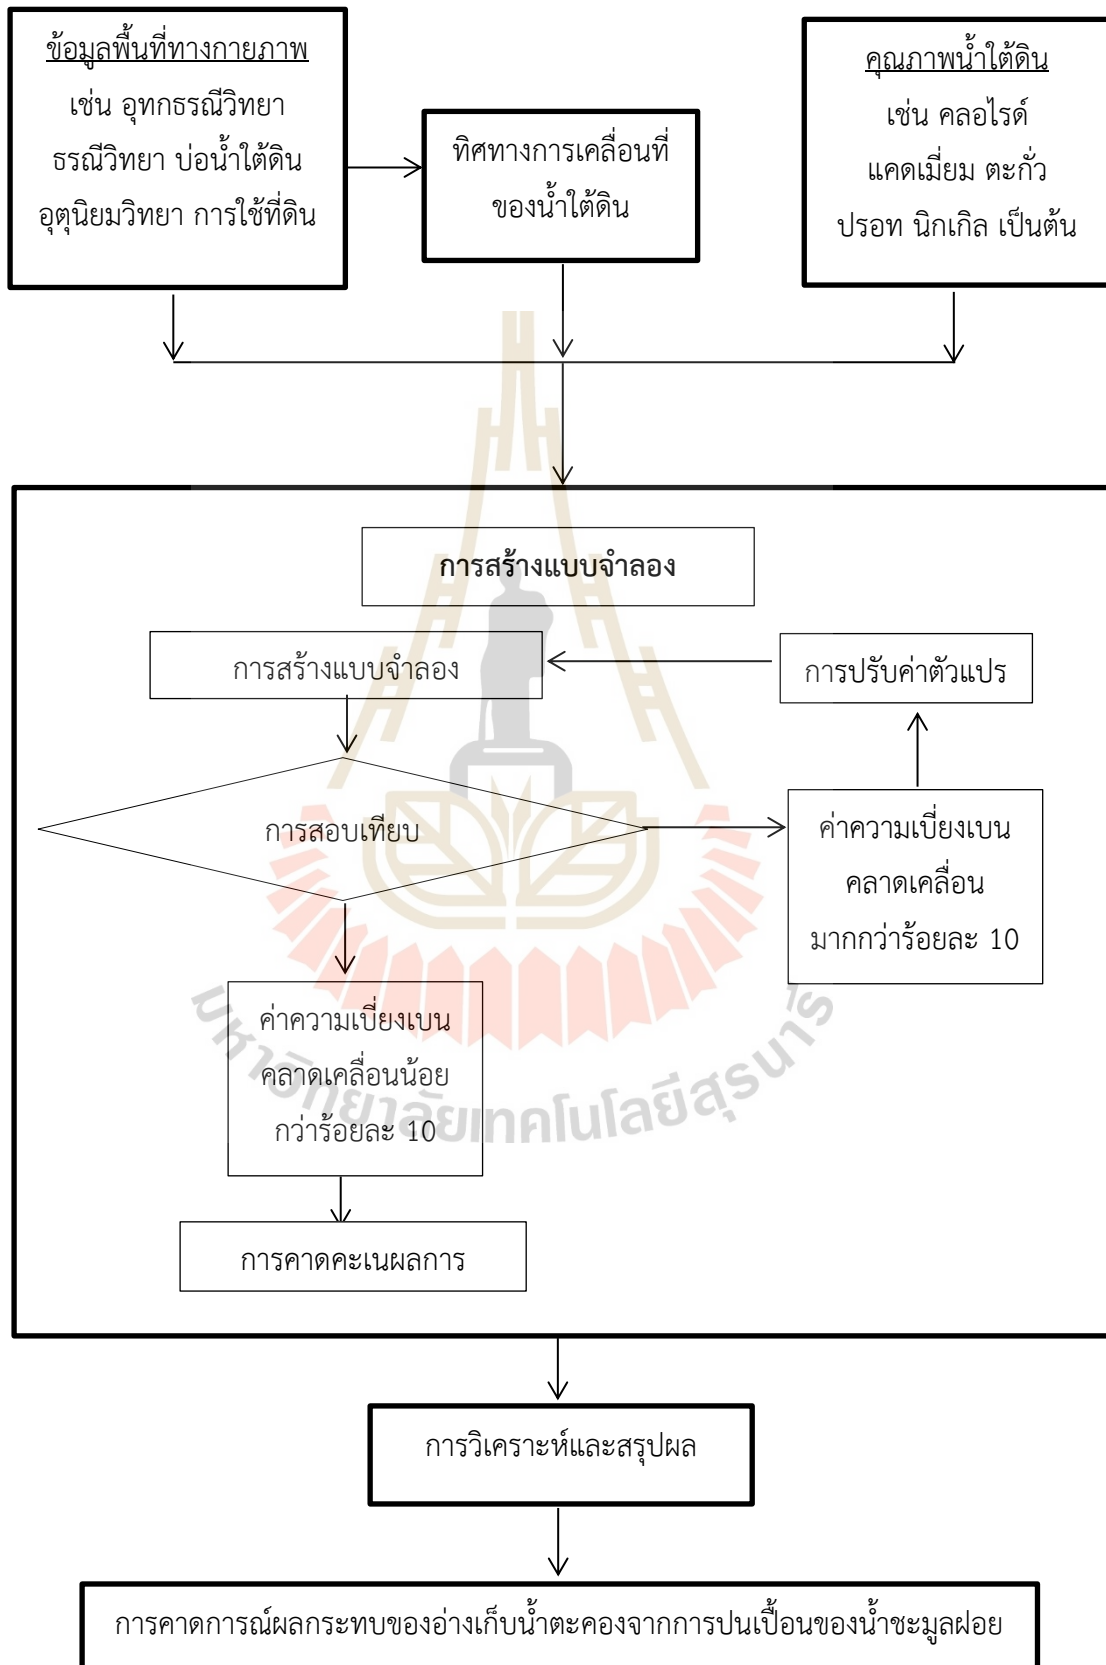 ข้อมูลพื้นที่ทางกายภาพ
เช่น อุทกธรณีวิทยา
ธรณีวิทยา บ่อน้ำใต้ดิน
อุตุนิยมวิทยา การใช้ที่ดิน
ทิศทางการเคลื่อนที่
ของน้ำใต้ดิน
คุณภาพน้ำใต้ดิน
เช่น คลอไรด์
แคดเมี่ยม ตะกั่ว
ปรอท นิกเกิล เป็นต้น
การสร้างแบบจำลอง
การสร้างแบบจำลอง
การปรับค่าตัวแปร
การสอบเทียบ
ค่าความเบี่ยงเบน
คลาดเคลื่อน
มากกว่าร้อยละ 10
ค่าความเบี่ยงเบน
คลาดเคลื่อนน้อย
กว่าร้อยละ 10
มหาวิทยาลัยเทคโนโลยีสุรนารี
การคาดคะเนผลการ
การวิเคราะห์และสรุปผล
การคาดการณ์ผลกระทบของอ่างเก็บน้ำตะคองจากการปนเปื้อนของน้ำชะมูลฝอย